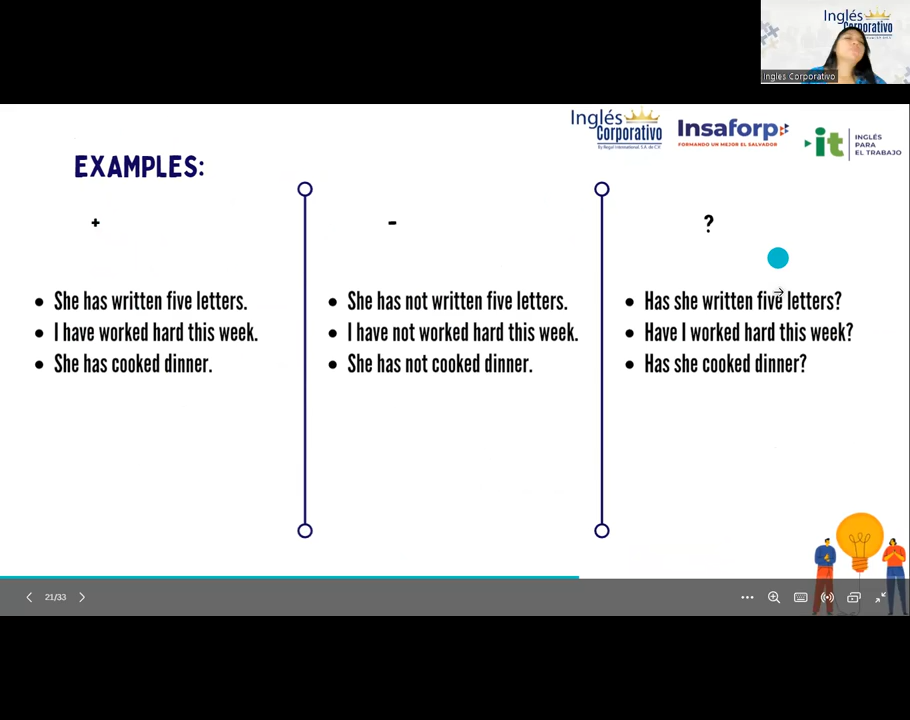 Inglés
Corporativo
Ingles Corporativo
Inglés
Corporativo
By Regal International, S.A. de C.V.
Insaforp
FORMANDO UN MEJOR EL SALVADOR
it
INGLÉS
PARA
EL TRABAJO
EXAMPLES:
+
• She has written five letters.
• I have worked hard this week.
• She has cooked dinner.
-
• She has not written five letters.
• I have not worked hard this week.
• She has not cooked dinner.
?
• Has she written five letters?
• Have I worked hard this week?
• Has she cooked dinner?
21/33